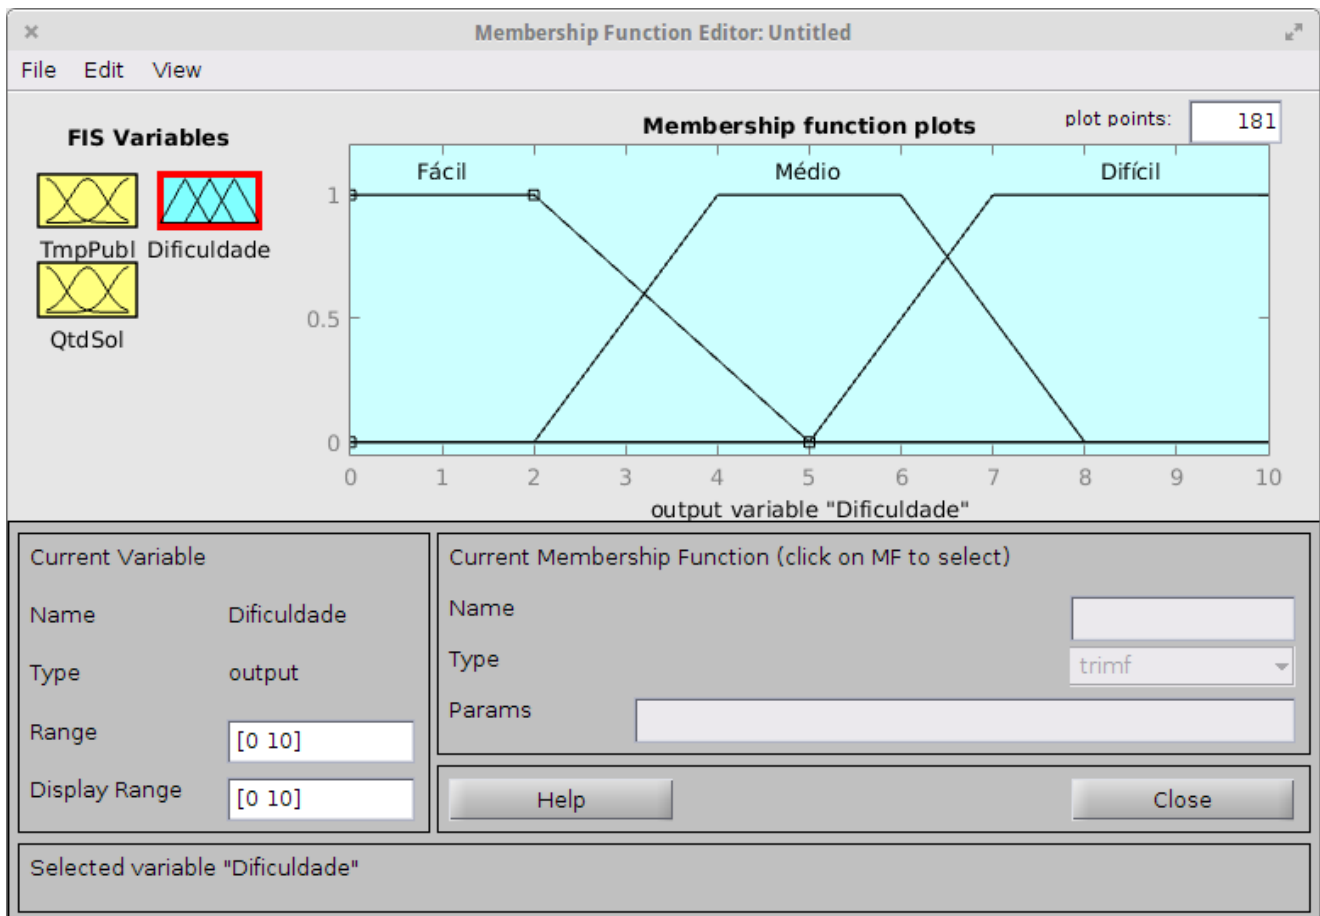 Membership Function Editor: Untitled
File Edit View
FIS Variables
TmpPubl Dificuldade
QtdSol
Membership function plots
plot points: 181
Fácil Médio Difícil
1
0.5
0
0 1 2 3 4 5 6 7 8 9 10
output variable "Dificuldade"
Current Variable
Name Dificuldade
Type output
Range [0 10]
Display Range [0 10]
Current Membership Function (click on MF to select)
Name
Type trimf
Params
Help Close
Selected variable "Dificuldade"